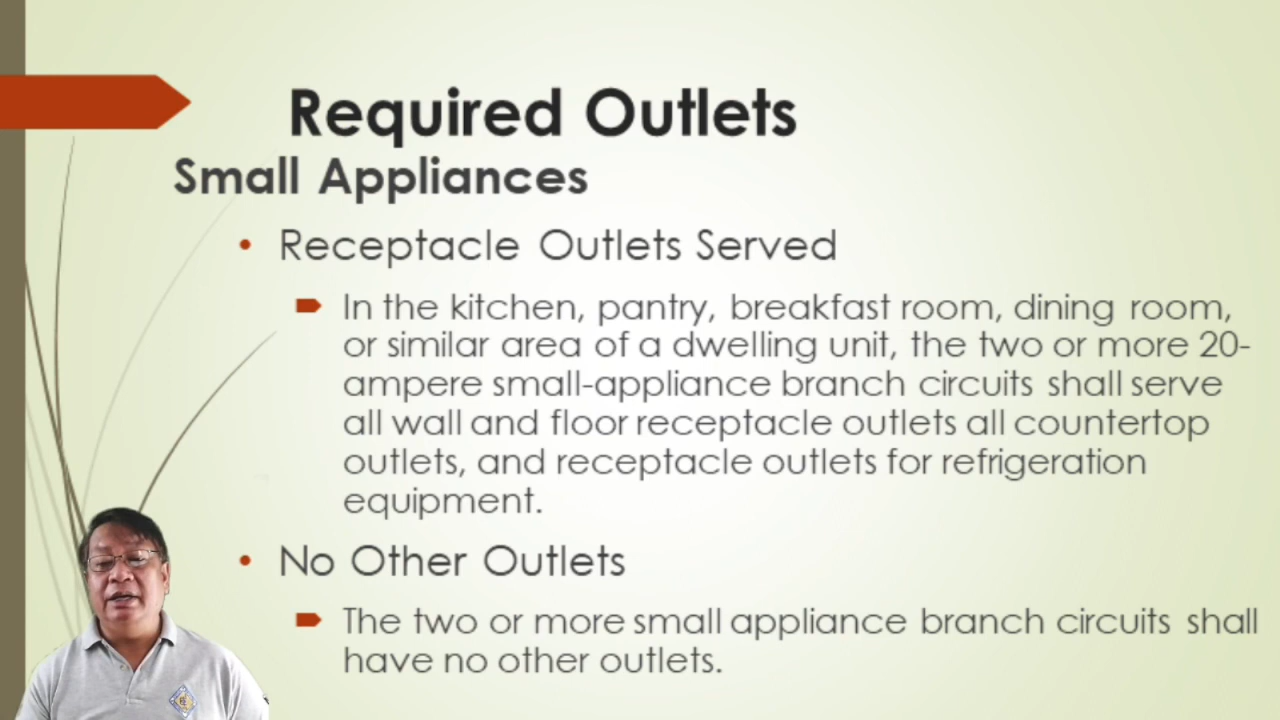 Required Outlets
Small Appliances
• Receptacle Outlets Served
In the kitchen, pantry, breakfast room, dining room,
or similar area of a dwelling unit, the two or more 20-
ampere small-appliance branch circuits shall serve
all wall and floor receptacle outlets all countertop
outlets, and receptacle outlets for refrigeration
equipment.
• No Other Outlets
The two or more small appliance branch circuits shall
have no other outlets.